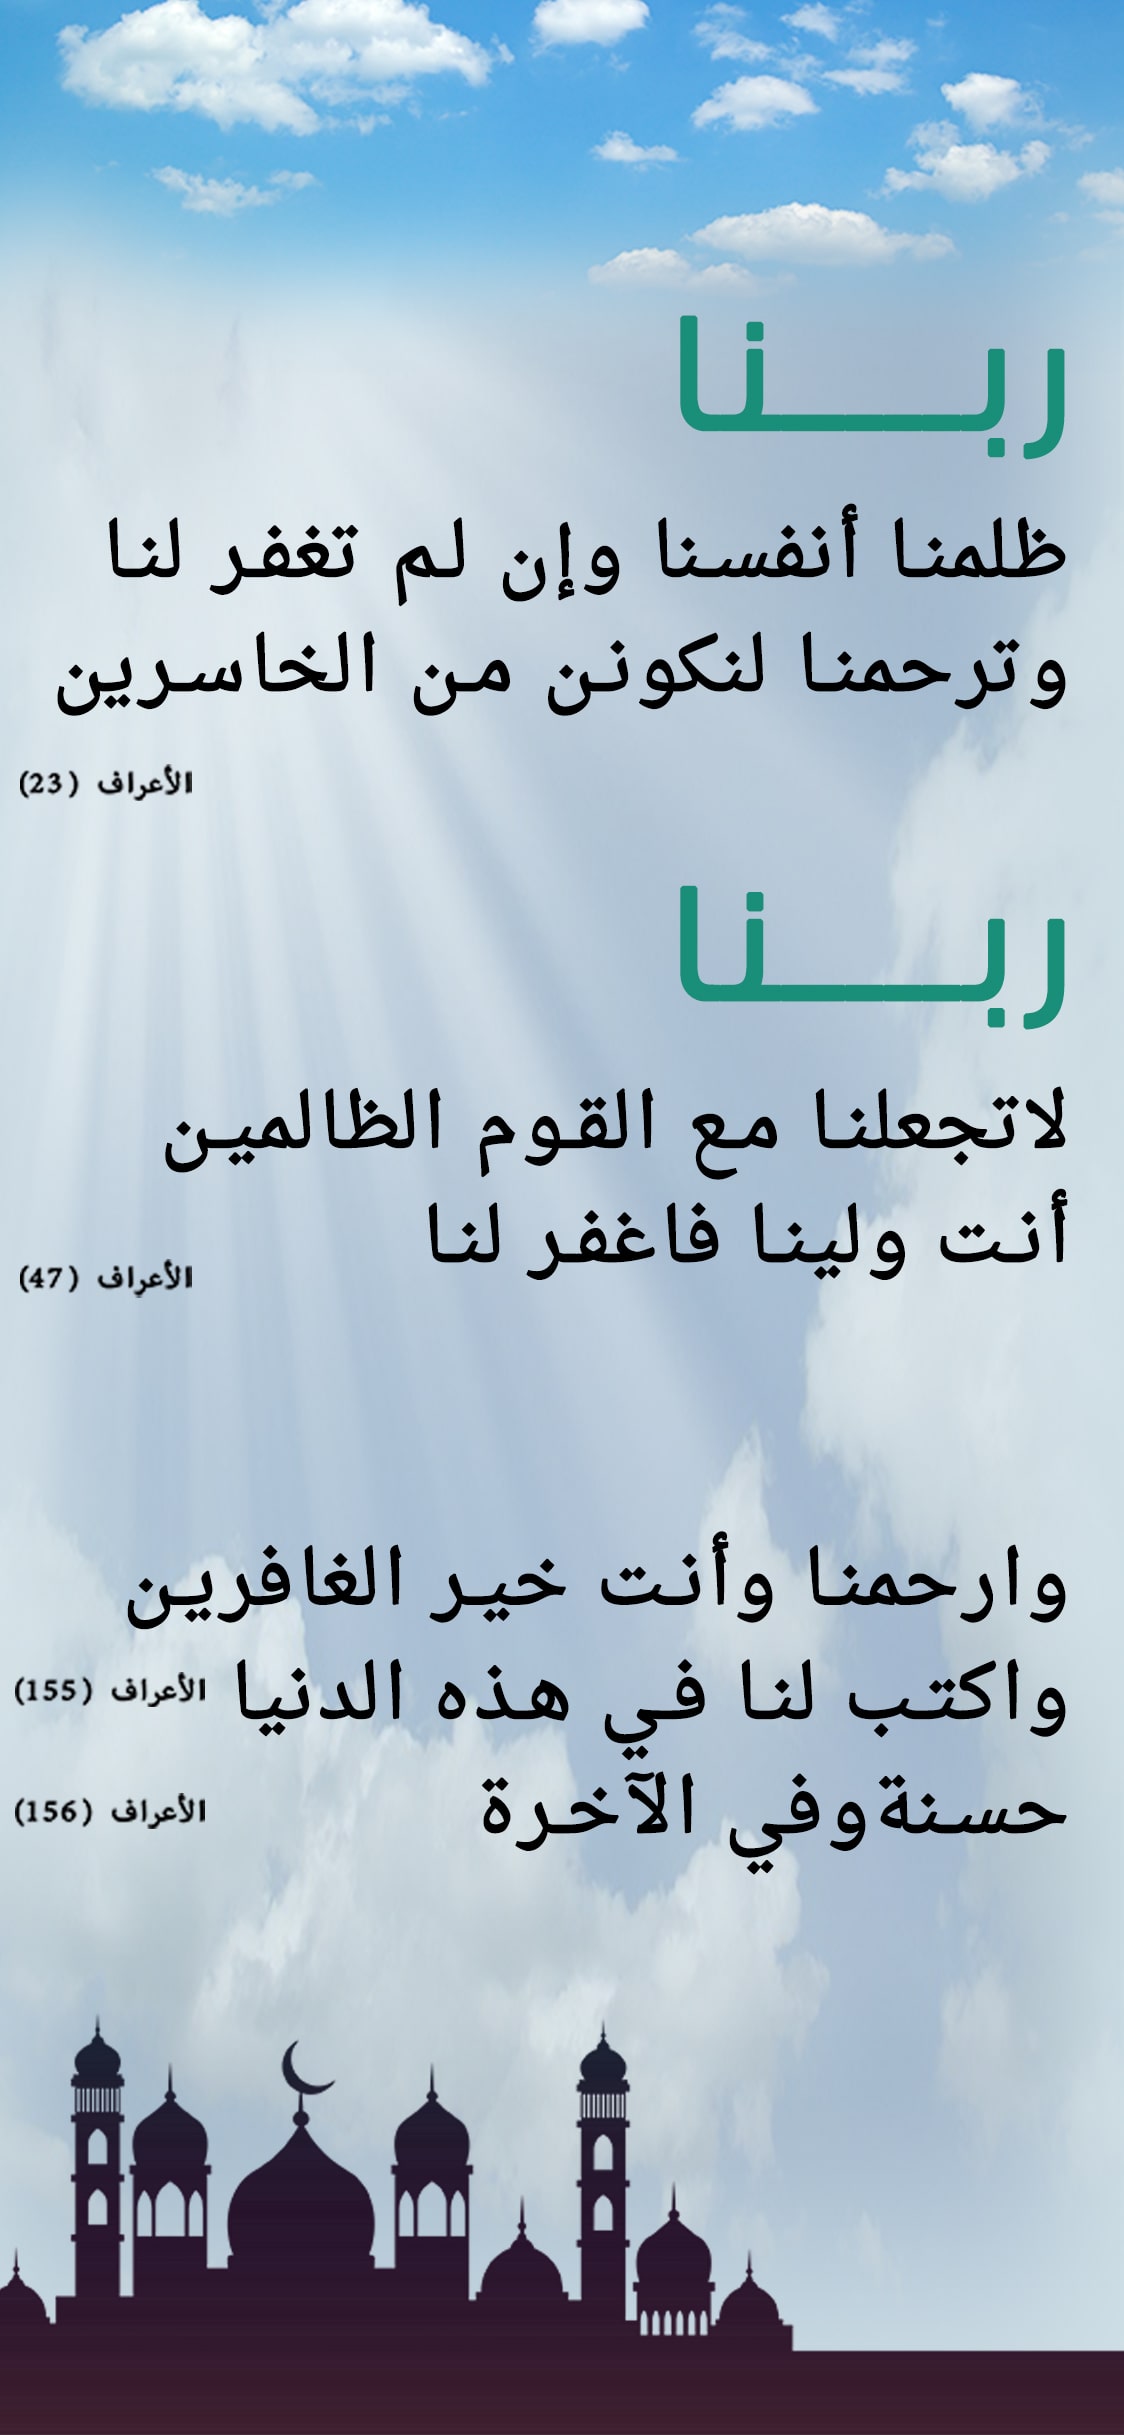 ربـــــنا
ظلمنا أنفسنا وإن لم تغفر لنا
وترحمنا لنكونن من الخاسرين
الأعراف (23)
ربـــــنا
لاتجعلنا مع القوم الظالمين
أنت ولينا فاغفر لنا
الأعراف (47)
وارحمنا وأنت خير الغافرين
واكتب لنا في هذه الدنيا الأعراف (155)
حسنةوفي الآخرة الأعراف (156)